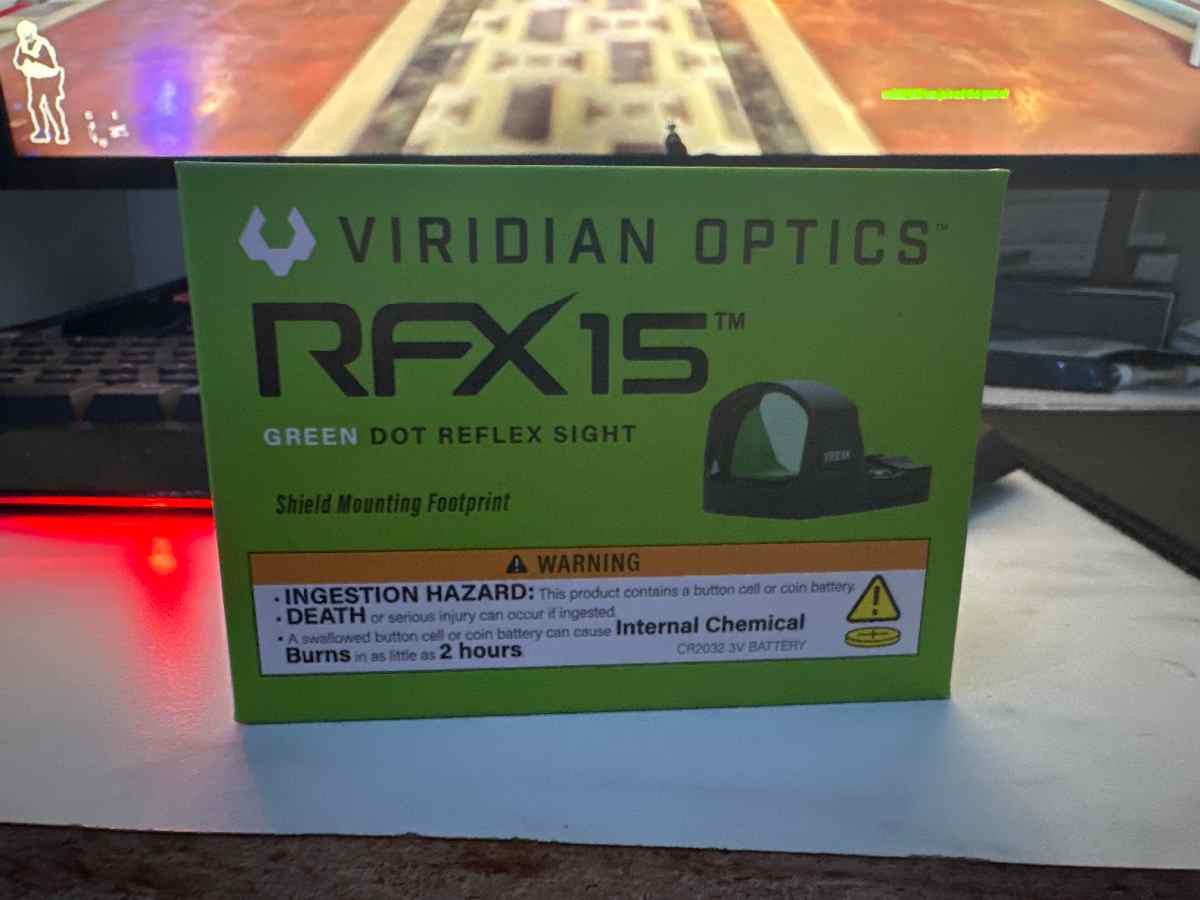 VIRIDIAN OPTICS™
RFX15™
GREEN DOT REFLEX SIGHT
Shield Mounting Footprint
⚠ WARNING
• INGESTION HAZARD: This product contains a button cell or coin battery.
• DEATH or serious injury can occur if ingested.
• A swallowed button cell or coin battery can cause Internal Chemical
Burns in as little as 2 hours.
CR2032 3V BATTERY